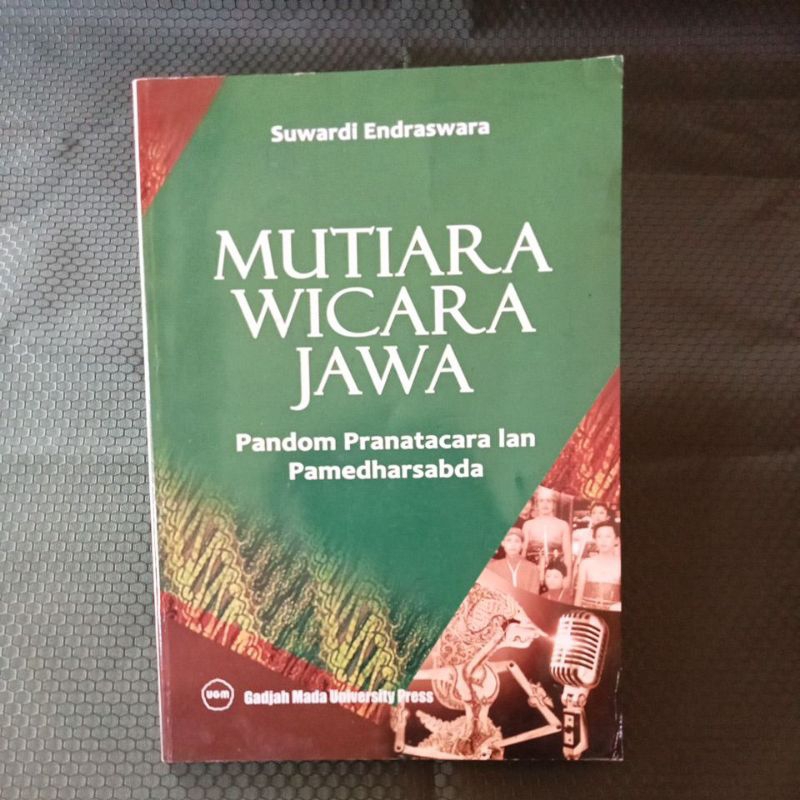 Suwardi Endraswara
MUTIARA
WICARA
JAWA
Pandom Pranatacara lan
Pamedharsabda
UGM
Gadjah Mada University Press